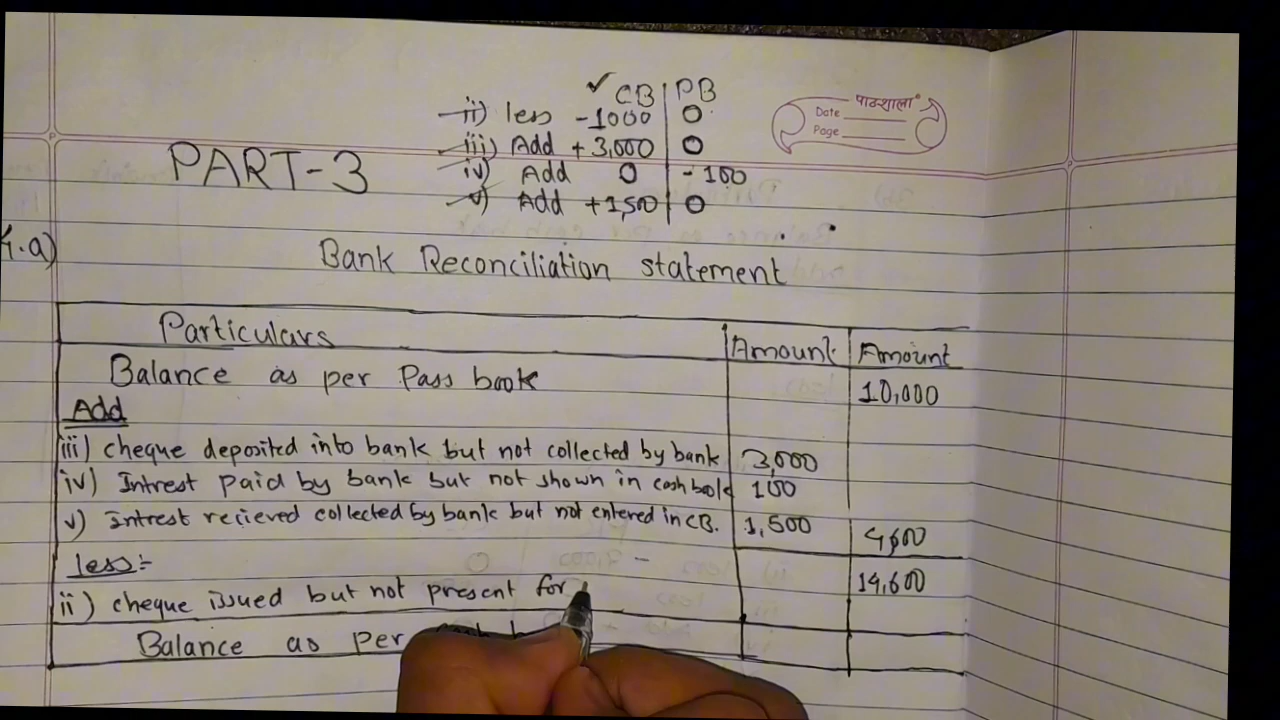 ✓ CB | PB
ii) less -1000 | 0
पाठशाला
Date
Page
iii) Add +3,000 | 0
PART-3
iv) Add 0 | -100
v) Add +1,500 | 0
4.a)
Bank Reconciliation statement
Particulars Amount Amount
Balance as per Pass book 10,000
Add
iii) cheque deposited into bank but not collected by bank 3,000
iv) Intrest paid by bank but not shown in cash book 100
v) Intrest recieved collected by bank but not entered in CB. 1,500 4,600
less:-
14,600
ii) cheque issued but not present for
Balance as per